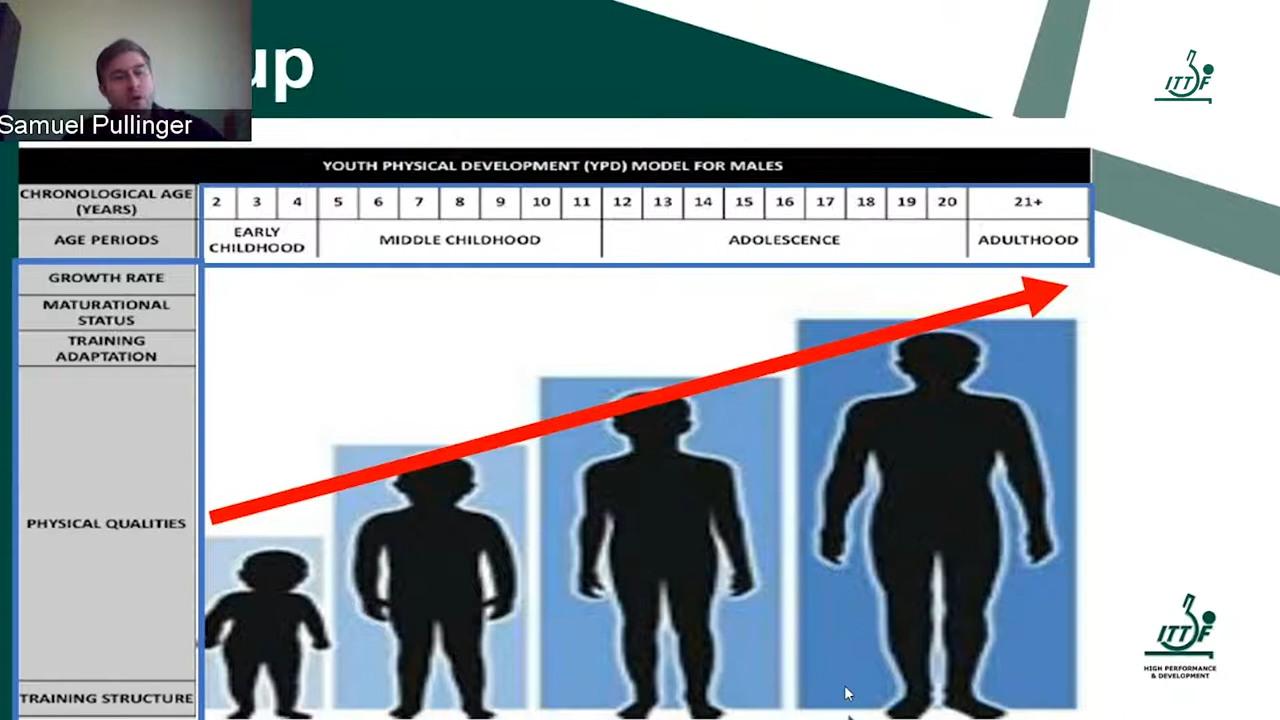 up
Samuel Pullinger
ITTF
YOUTH PHYSICAL DEVELOPMENT (YPD) MODEL FOR MALES
CHRONOLOGICAL AGE
(YEARS)
2 3 4 5 6 7 8 9 10 11 12 13 14 15 16 17 18 19 20 21+
AGE PERIODS
EARLY
CHILDHOOD
MIDDLE CHILDHOOD
ADOLESCENCE
ADULTHOOD
GROWTH RATE
MATURATIONAL
STATUS
TRAINING
ADAPTATION
PHYSICAL QUALITIES
TRAINING STRUCTURE
ITTF
HIGH PERFORMANCE
& DEVELOPMENT